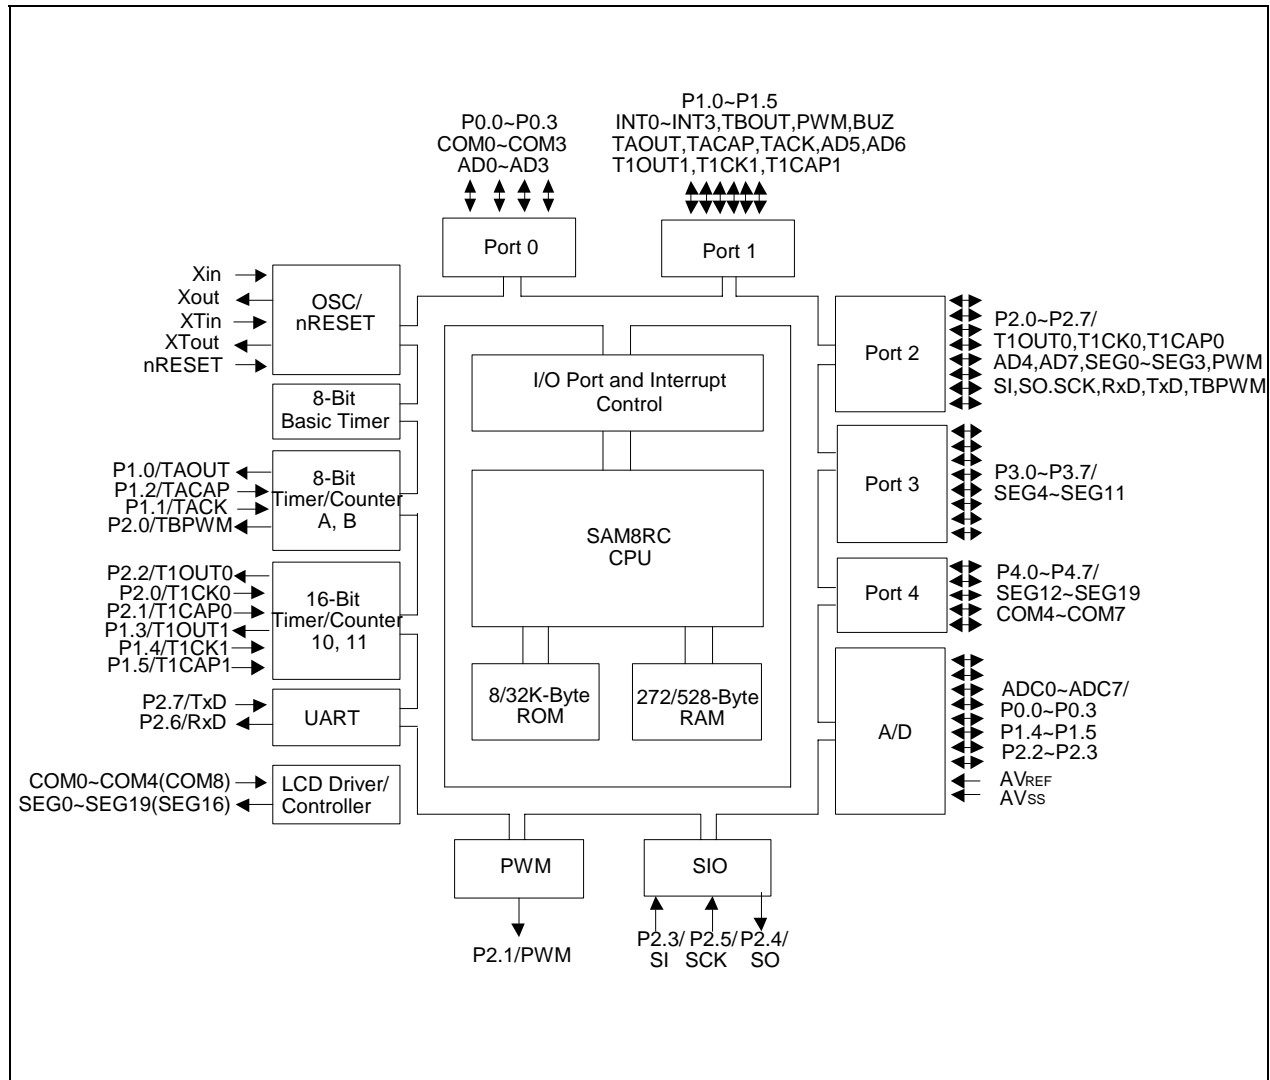 P0.0~P0.3
COM0~COM3
AD0~AD3
P1.0~P1.5
INT0~INT3,TBOUT,PWM,BUZ
TAOUT,TACAP,TACK,AD5,AD6
T1OUT1,T1CK1,T1CAP1
Port 0
Port 1
Xin
Xout
XTin
XTout
nRESET
OSC/
nRESET
8-Bit
Basic Timer
P1.0/TAOUT
P1.2/TACAP
P1.1/TACK
P2.0/TBPWM
8-Bit
Timer/Counter
A, B
P2.2/T1OUT0
P2.0/T1CK0
P2.1/T1CAP0
P1.3/T1OUT1
P1.4/T1CK1
P1.5/T1CAP1
16-Bit
Timer/Counter
10, 11
P2.7/TxD
P2.6/RxD
UART
COM0~COM4(COM8)
SEG0~SEG19(SEG16)
LCD Driver/
Controller
I/O Port and Interrupt
Control
SAM8RC
CPU
8/32K-Byte
ROM
272/528-Byte
RAM
Port 2
P2.0~P2.7/
T1OUT0,T1CK0,T1CAP0
AD4,AD7,SEG0~SEG3,PWM
SI,SO.SCK,RxD,TxD,TBPWM
Port 3
P3.0~P3.7/
SEG4~SEG11
Port 4
P4.0~P4.7/
SEG12~SEG19
COM4~COM7
A/D
ADC0~ADC7/
P0.0~P0.3
P1.4~P1.5
P2.2~P2.3
AVREF
AVSS
PWM
P2.1/PWM
SIO
P2.3/
SI
P2.5/
SCK
P2.4/
SO